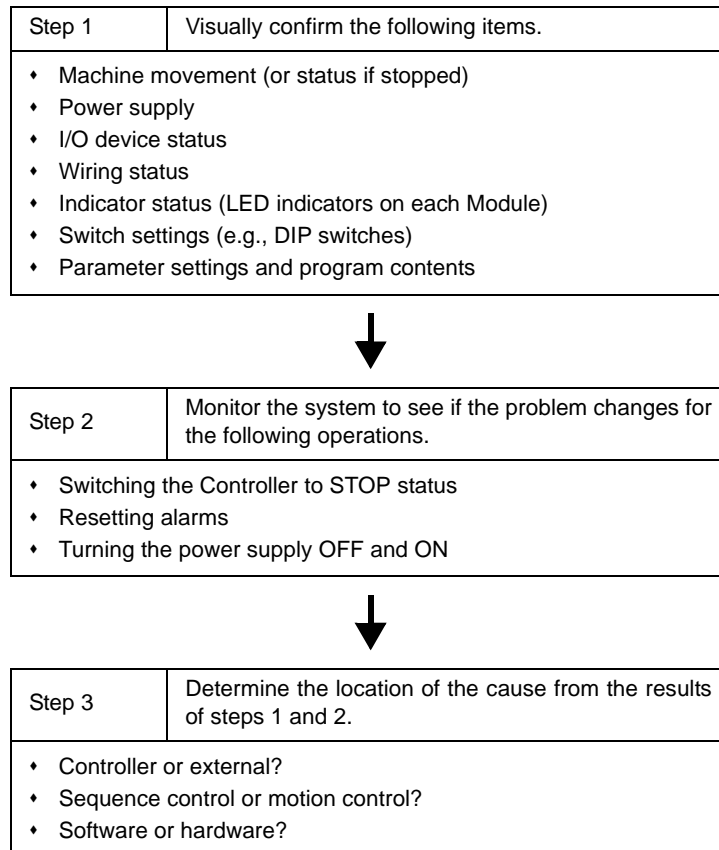 Step 1
Visually confirm the following items.
♦ Machine movement (or status if stopped)
♦ Power supply
♦ I/O device status
♦ Wiring status
♦ Indicator status (LED indicators on each Module)
♦ Switch settings (e.g., DIP switches)
♦ Parameter settings and program contents
Step 2
Monitor the system to see if the problem changes for
the following operations.
♦ Switching the Controller to STOP status
♦ Resetting alarms
♦ Turning the power supply OFF and ON
Step 3
Determine the location of the cause from the results
of steps 1 and 2.
♦ Controller or external?
♦ Sequence control or motion control?
♦ Software or hardware?